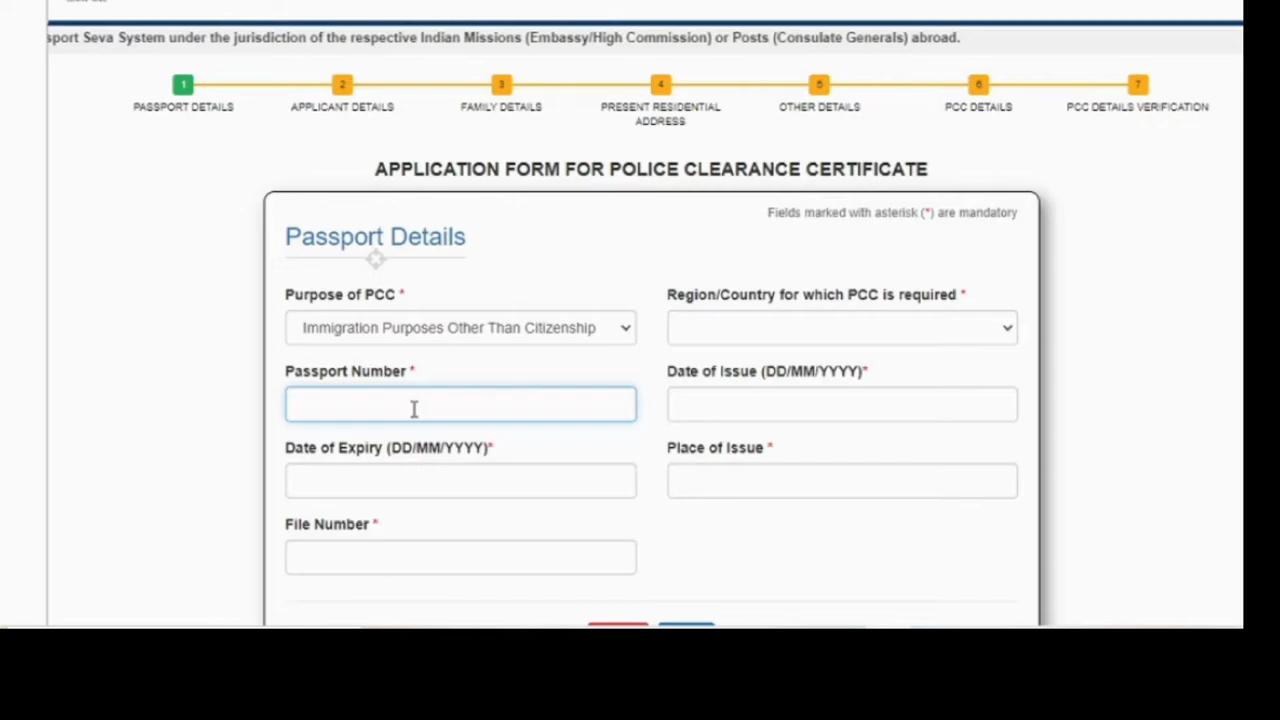 sport Seva System under the jurisdiction of the respective Indian Missions (Embassy/High Commission) or Posts (Consulate Generals) abroad.
1 2 3 4 5 6 7
PASSPORT DETAILS APPLICANT DETAILS FAMILY DETAILS PRESENT RESIDENTIAL OTHER DETAILS PCC DETAILS PCC DETAILS VERIFICATION
ADDRESS
APPLICATION FORM FOR POLICE CLEARANCE CERTIFICATE
Fields marked with asterisk (*) are mandatory
Passport Details
Purpose of PCC * Region/Country for which PCC is required *
Immigration Purposes Other Than Citizenship
Passport Number * Date of Issue (DD/MM/YYYY)*
Date of Expiry (DD/MM/YYYY)* Place of Issue *
File Number *